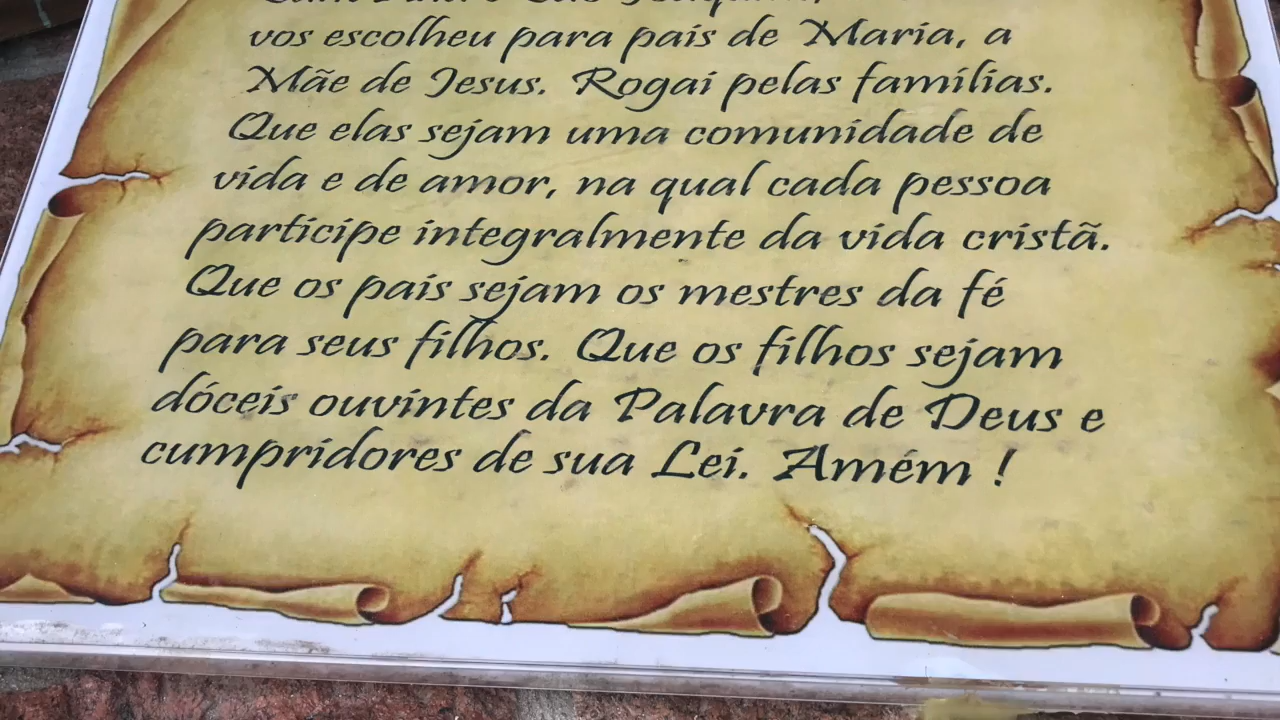 vos escolheu para pais de Maria, a
Mãe de Jesus. Rogai pelas famílias.
Que elas sejam uma comunidade de
vida e de amor, na qual cada pessoa
participe integralmente da vida cristã.
Que os pais sejam os mestres da fé
para seus filhos. Que os filhos sejam
dóceis ouvintes da Palavra de Deus e
cumpridores de sua Lei. Amém !